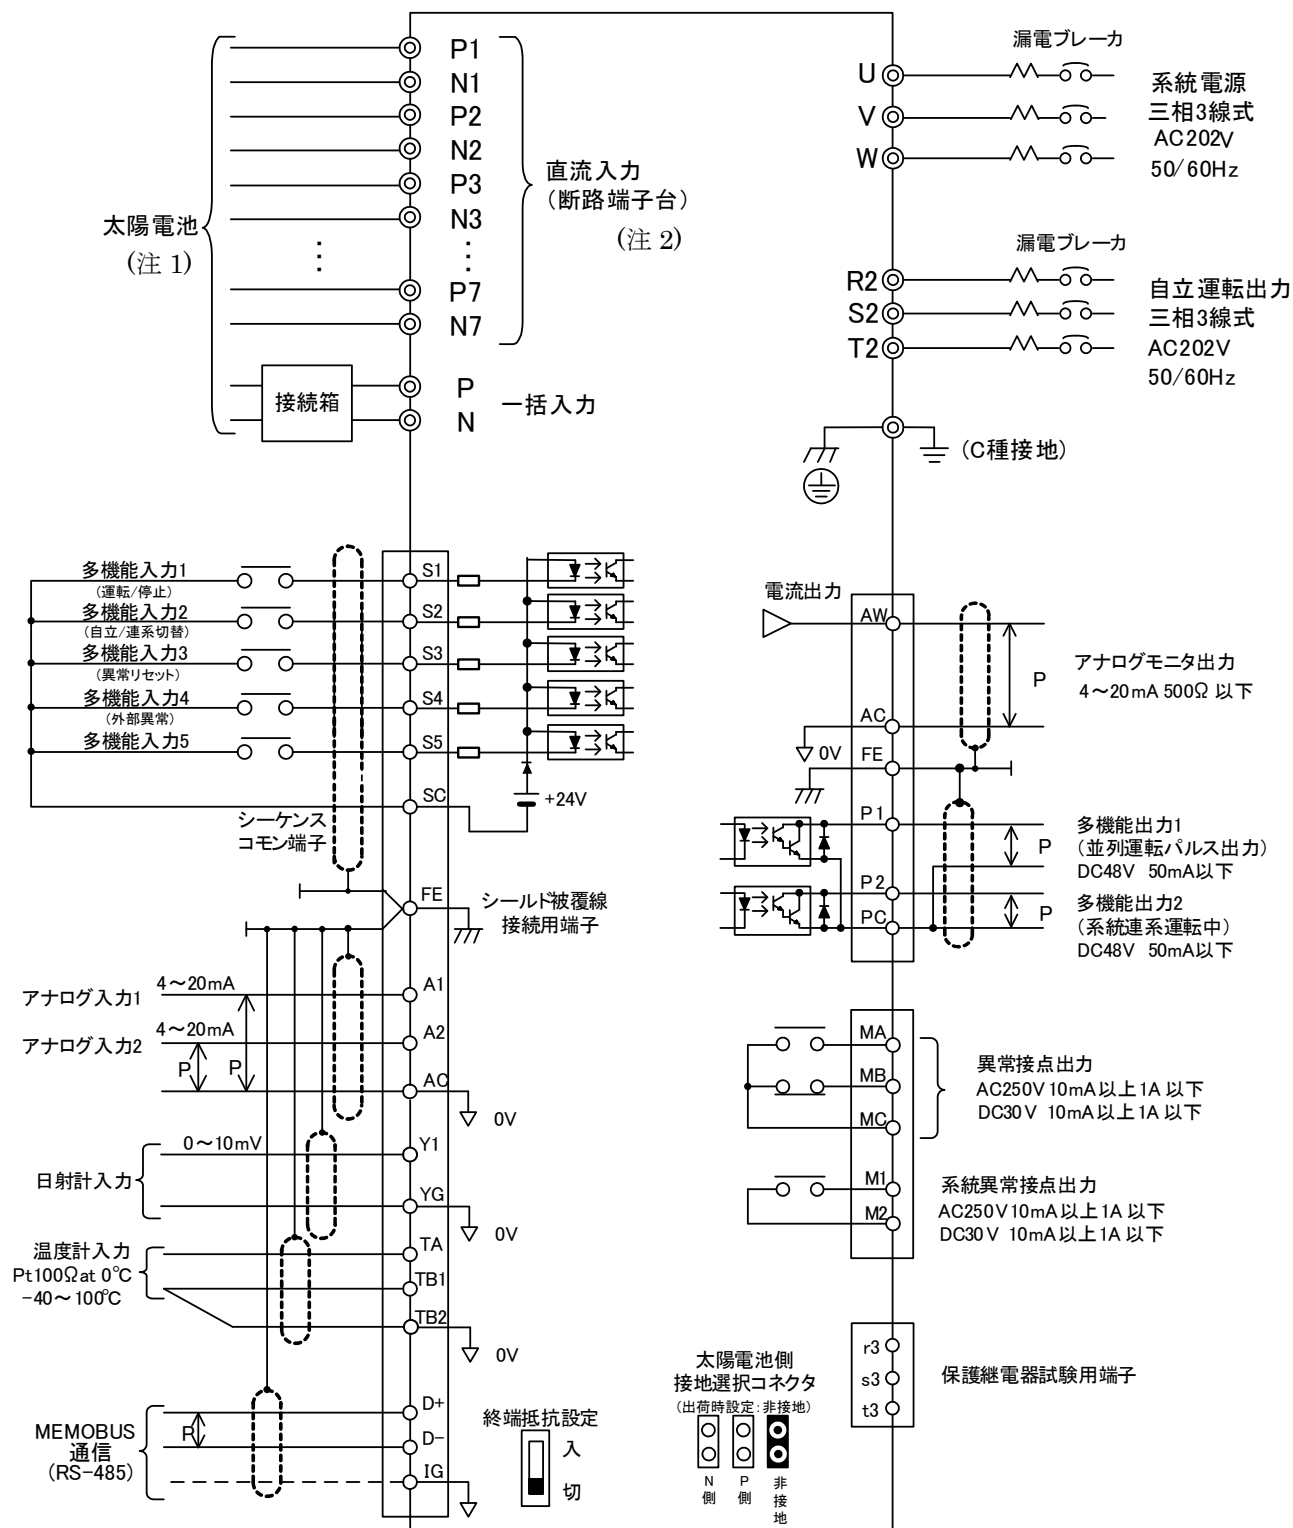 太陽電池
(注 1)
P1
N1
P2
N2
P3
N3
P7
N7
直流入力
(断路端子台)
(注 2)
接続箱
P
N
一括入力
漏電ブレーカ
U
V
W
系統電源
三相3線式
AC202V
50/60Hz
漏電ブレーカ
R2
S2
T2
自立運転出力
三相3線式
AC202V
50/60Hz
(C種接地)
多機能入力1
(運転/停止)
多機能入力2
(自立/連系切替)
多機能入力3
(異常リセット)
多機能入力4
(外部異常)
多機能入力5
S1
S2
S3
S4
S5
SC
+24V
シーケンス
コモン端子
FE
シールド被覆線
接続用端子
アナログ入力1
4～20mA
A1
アナログ入力2
4～20mA
A2
P
P
AC
0V
日射計入力
0～10mV
Y1
YG
0V
温度計入力
Pt100Ωat 0℃
-40～100℃
TA
TB1
TB2
0V
MEMOBUS
通信
(RS-485)
P
D+
D-
IG
終端抵抗設定
入
切
電流出力
AW
AC
0V
FE
P
アナログモニタ出力
4～20mA 500Ω 以下
P1
P2
PC
P
多機能出力1
(並列運転パルス出力)
DC48V 50mA以下
P
多機能出力2
(系統連系運転中)
DC48V 50mA以下
MA
MB
MC
異常接点出力
AC250V 10mA以上1A 以下
DC30V 10mA以上1A 以下
M1
M2
系統異常接点出力
AC250V10mA以上1A 以下
DC30V 10mA以上1A 以下
r3
s3
t3
保護継電器試験用端子
太陽電池側
接地選択コネクタ
(出荷時設定:非接地)
N側
P側
非接地